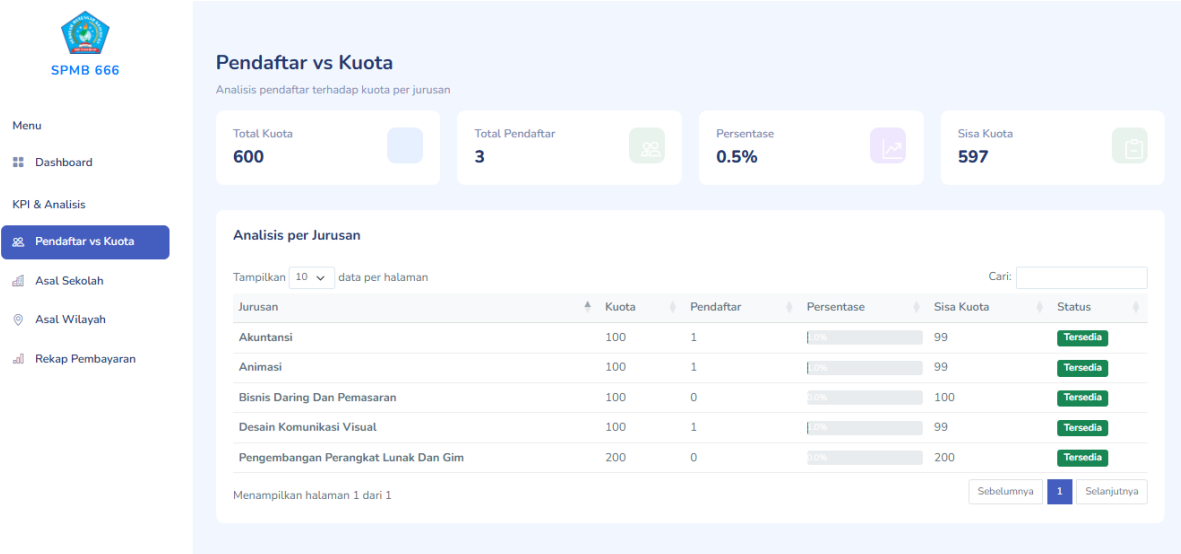 SPMB 666
Menu
Dashboard
KPI & Analisis
Pendaftar vs Kuota
Asal Sekolah
Asal Wilayah
Rekap Pembayaran
Pendaftar vs Kuota
Analisis pendaftar terhadap kuota per jurusan
Total Kuota
600
Total Pendaftar
3
Persentase
0.5%
Sisa Kuota
597
Analisis per Jurusan
Tampilkan 10 data per halaman
Cari:
Jurusan Kuota Pendaftar Persentase Sisa Kuota Status
Akuntansi 100 1 99 Tersedia
Animasi 100 1 99 Tersedia
Bisnis Daring Dan Pemasaran 100 0 100 Tersedia
Desain Komunikasi Visual 100 1 99 Tersedia
Pengembangan Perangkat Lunak Dan Gim 200 0 200 Tersedia
Menampilkan halaman 1 dari 1
Sebelumnya 1 Selanjutnya